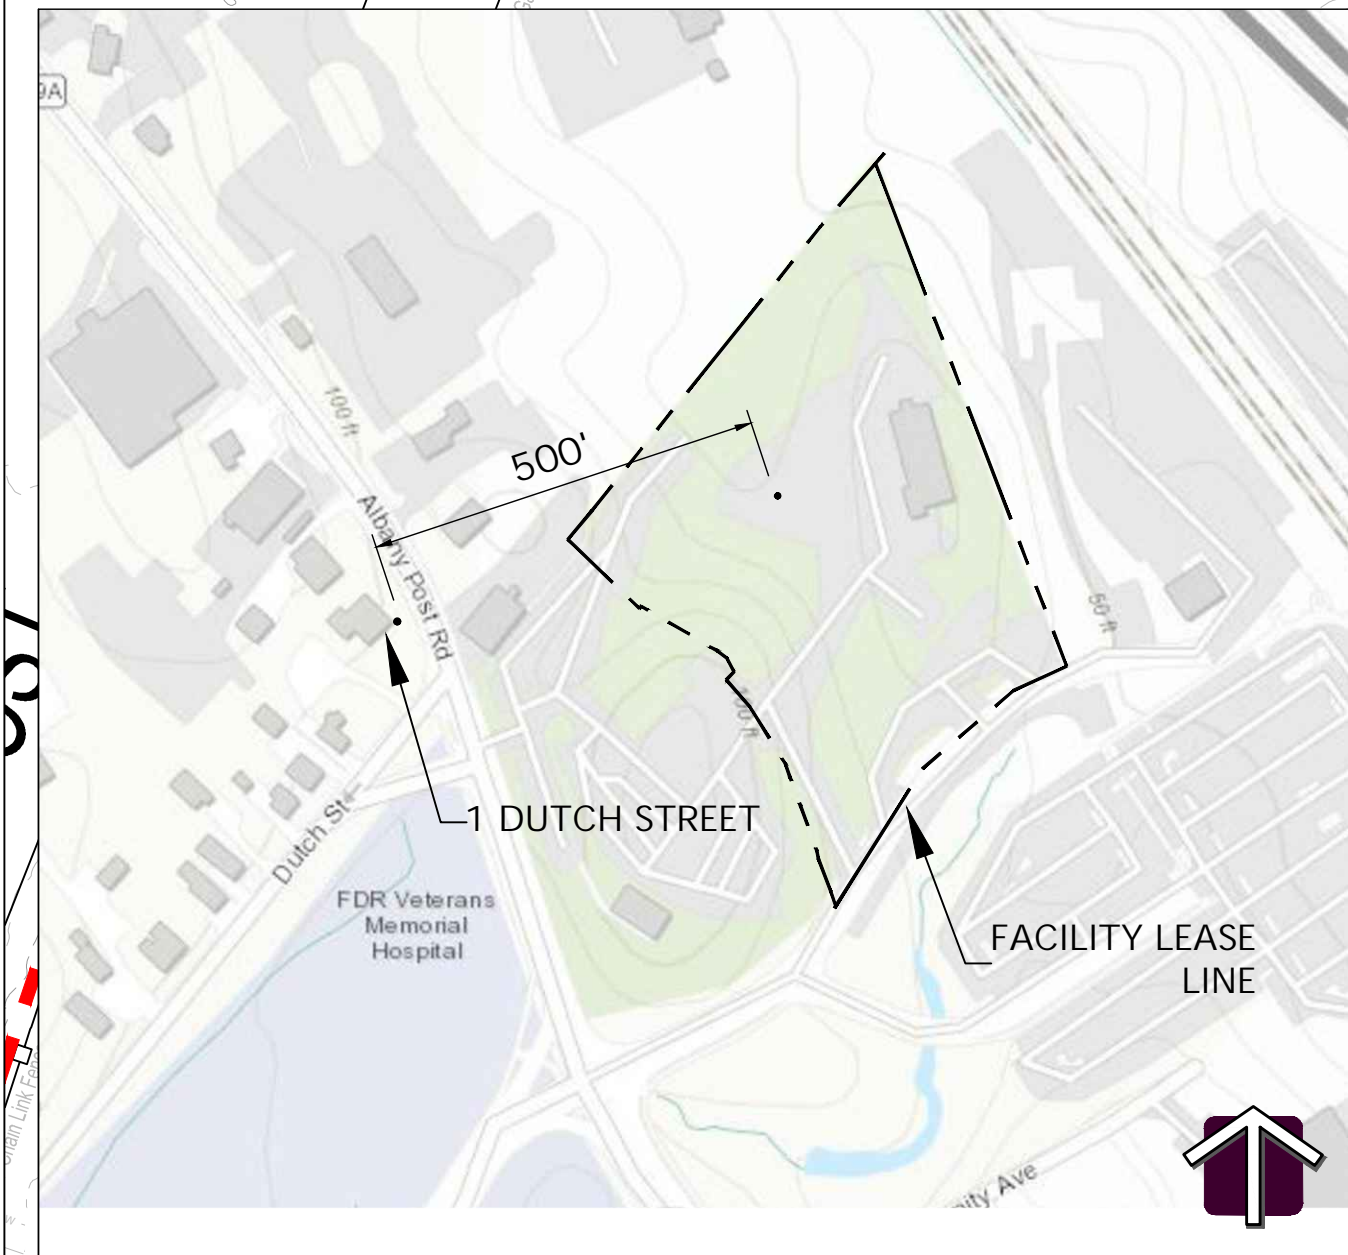 9A
100 ft
500'
Albany Post Rd
50 ft
100 ft
1 DUTCH STREET
Dutch St
FDR Veterans
Memorial
Hospital
FACILITY LEASE
LINE
Chain Link Fence